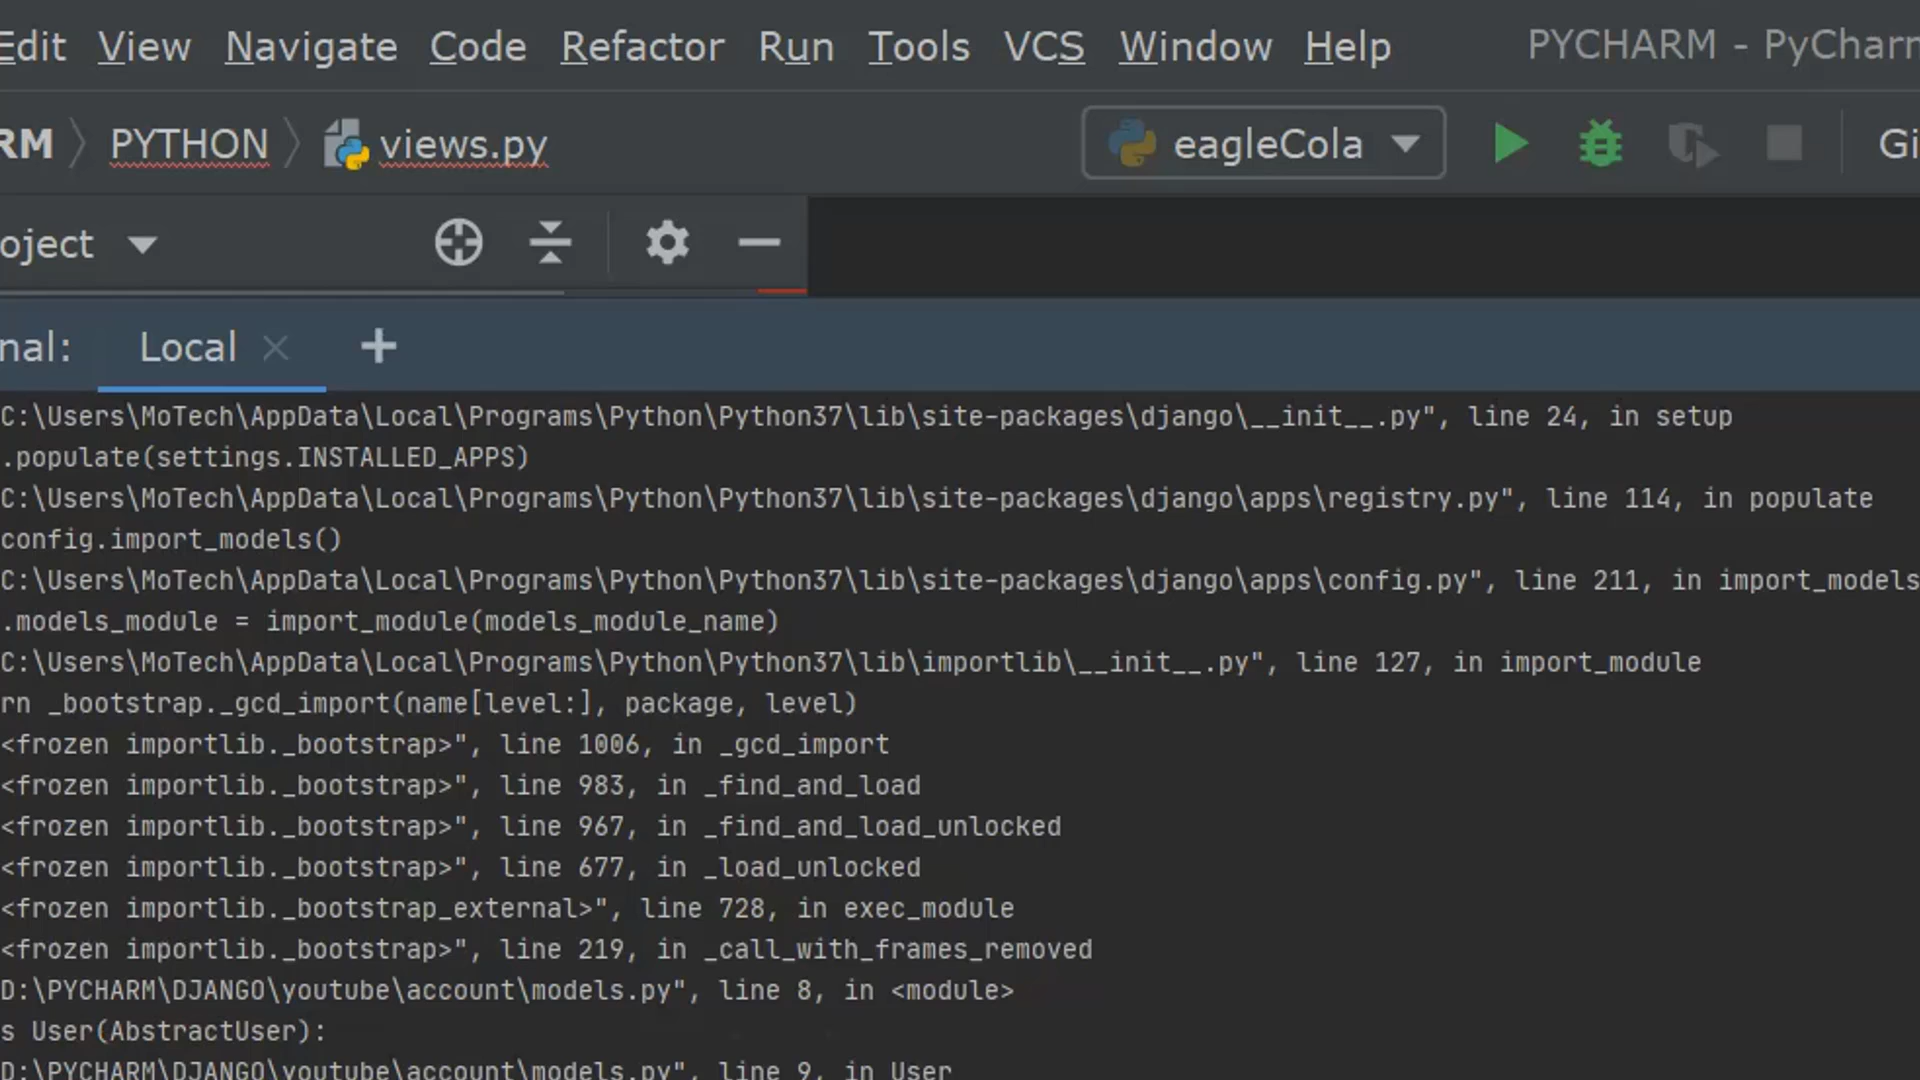 Edit View Navigate Code Refactor Run Tools VCS Window Help PYCHARM - PyCharm
RM PYTHON views.py eagleCola Gi
oject
nal: Local +
C:\Users\MoTech\AppData\Local\Programs\Python\Python37\lib\site-packages\django\__init__.py", line 24, in setup
.populate(settings.INSTALLED_APPS)
C:\Users\MoTech\AppData\Local\Programs\Python\Python37\lib\site-packages\django\apps\registry.py", line 114, in populate
config.import_models()
C:\Users\MoTech\AppData\Local\Programs\Python\Python37\lib\site-packages\django\apps\config.py", line 211, in import_models
.models_module = import_module(models_module_name)
C:\Users\MoTech\AppData\Local\Programs\Python\Python37\lib\importlib\__init__.py", line 127, in import_module
rn _bootstrap._gcd_import(name[level:], package, level)
<frozen importlib._bootstrap>", line 1006, in _gcd_import
<frozen importlib._bootstrap>", line 983, in _find_and_load
<frozen importlib._bootstrap>", line 967, in _find_and_load_unlocked
<frozen importlib._bootstrap>", line 677, in _load_unlocked
<frozen importlib._bootstrap_external>", line 728, in exec_module
<frozen importlib._bootstrap>", line 219, in _call_with_frames_removed
D:\PYCHARM\DJANGO\youtube\account\models.py", line 8, in <module>
s User(AbstractUser):
D:\PYCHARM\DJANGO\youtube\account\models.py", line 9, in User